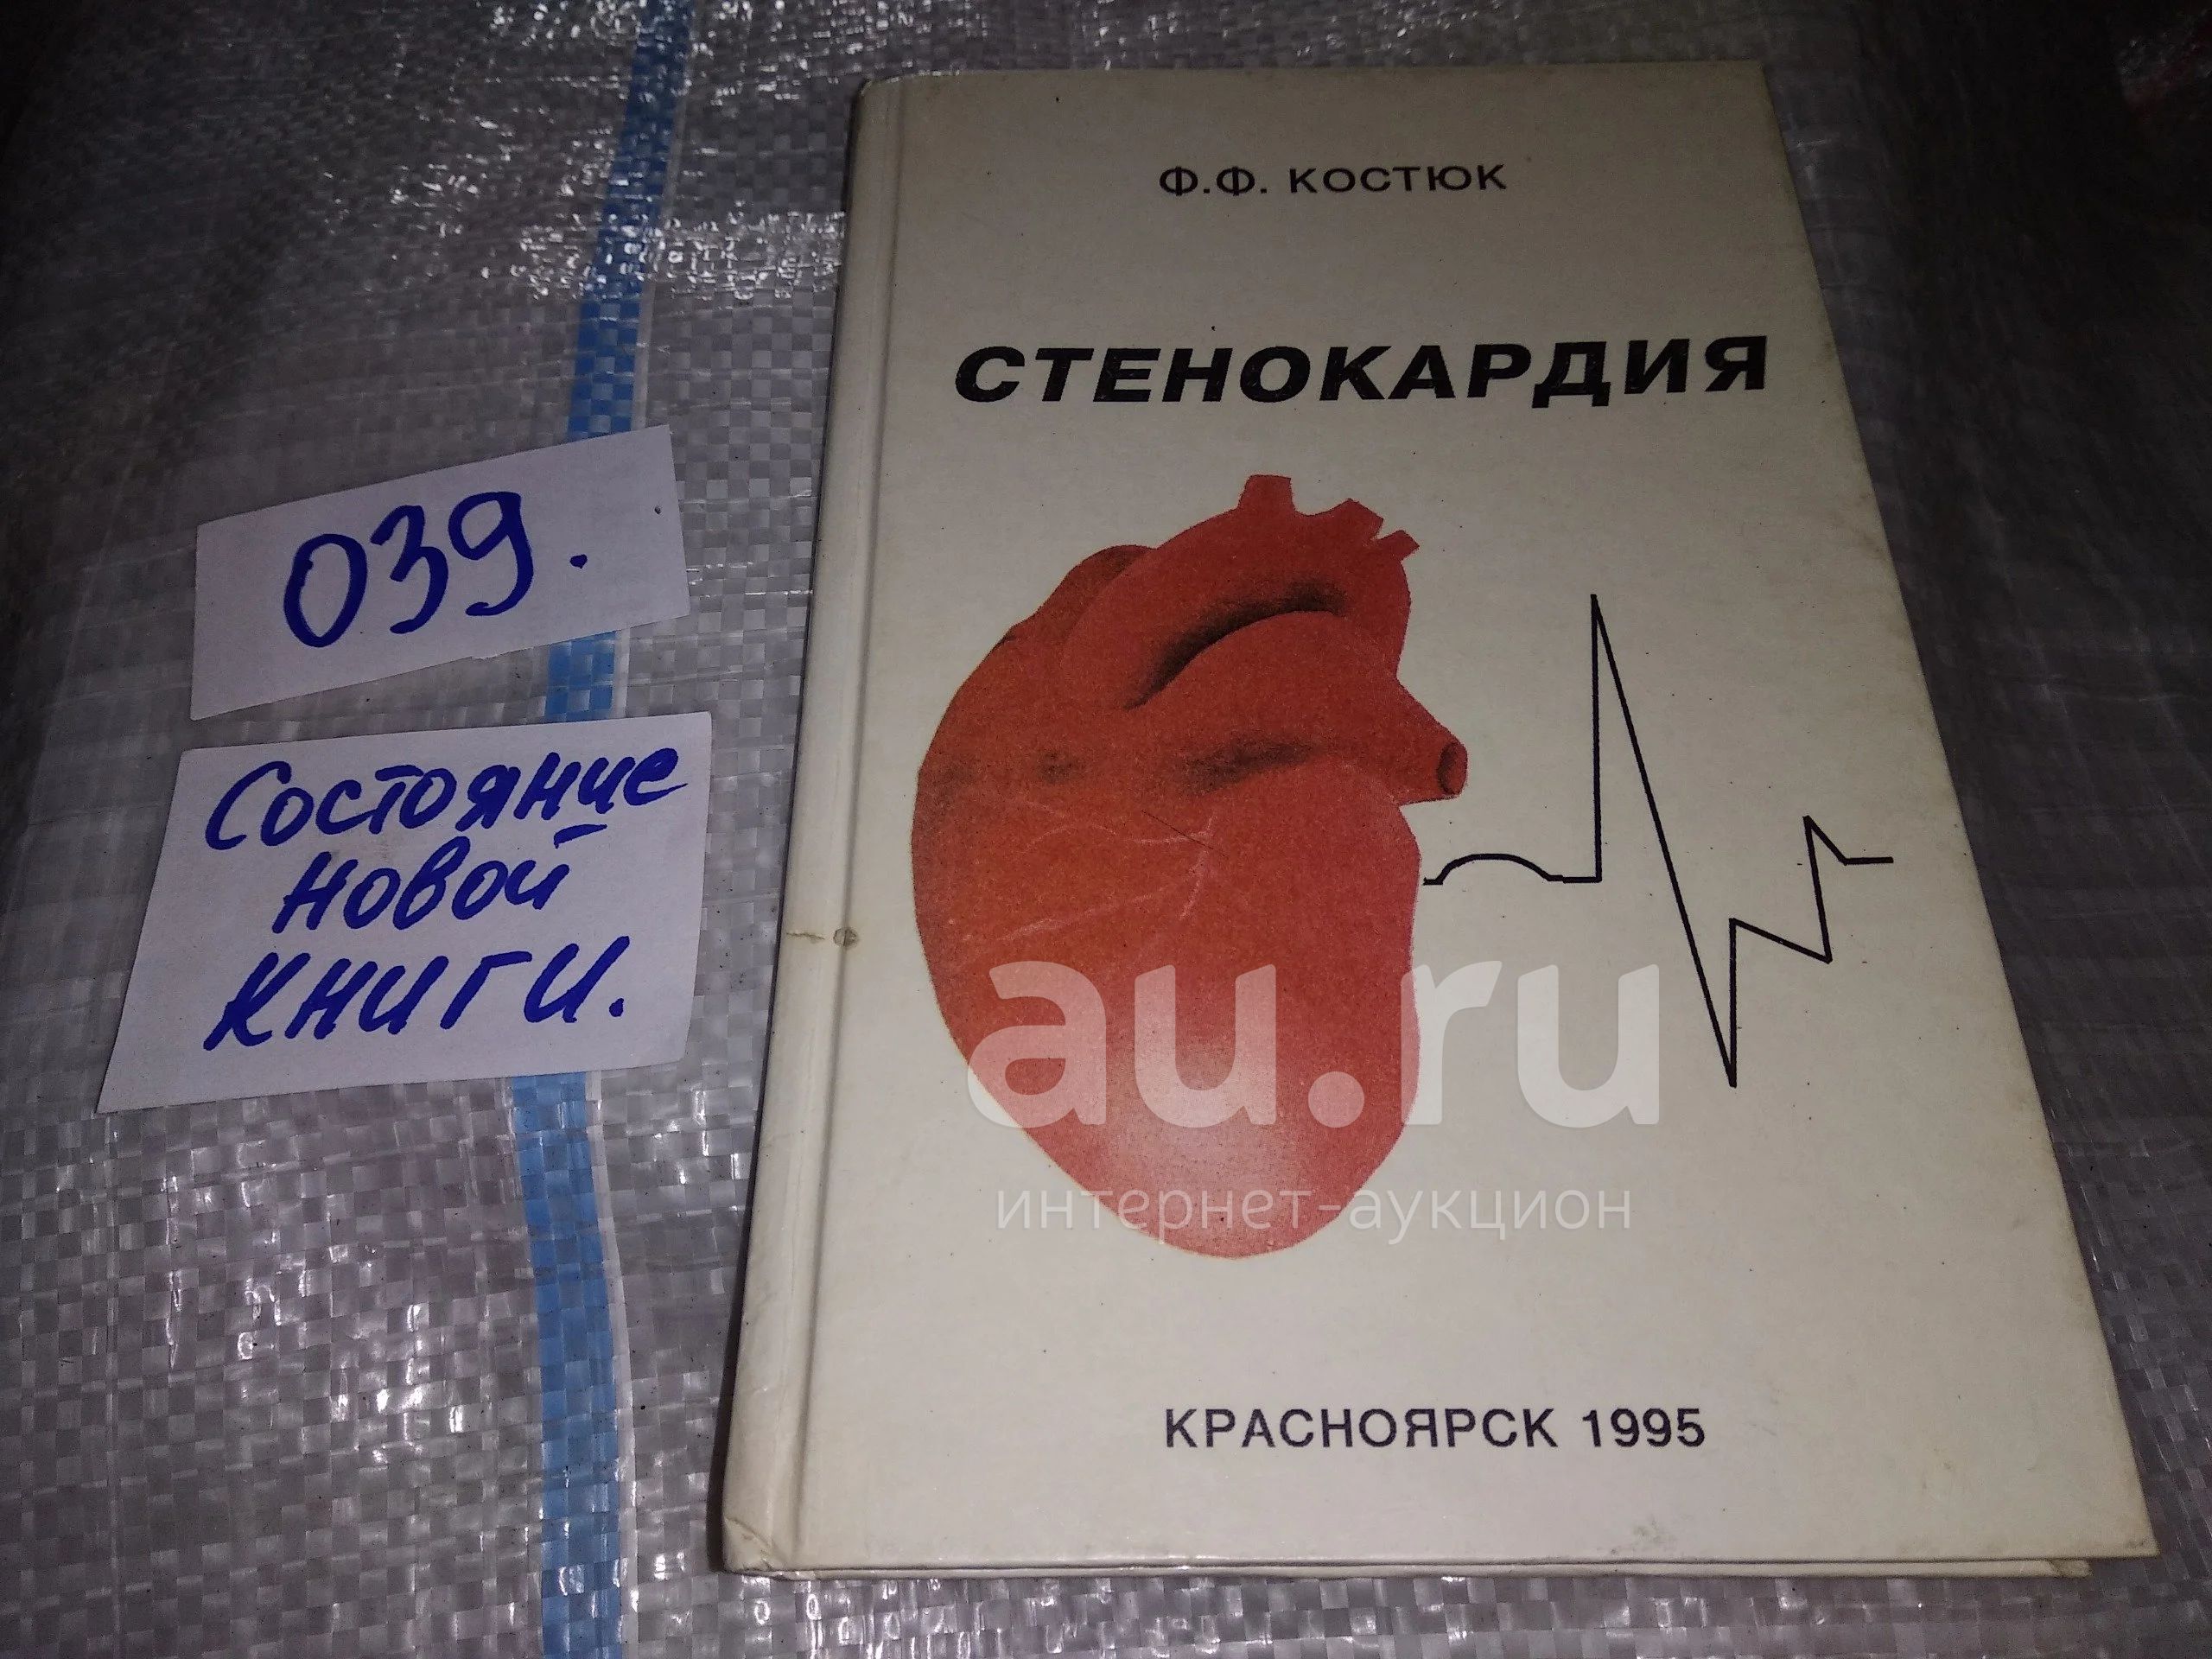 Ф.Ф. КОСТЮК
СТЕНОКАРДИЯ
039.
Состояние
новой
книги.
au.ru
интернет-аукцион
КРАСНОЯРСК 1995